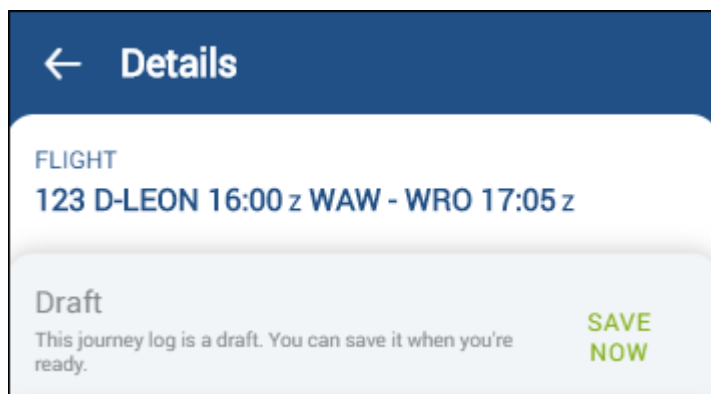 Details
FLIGHT
123 D-LEON 16:00 z WAW - WRO 17:05 z
Draft
This journey log is a draft. You can save it when you're
ready.
SAVE
NOW